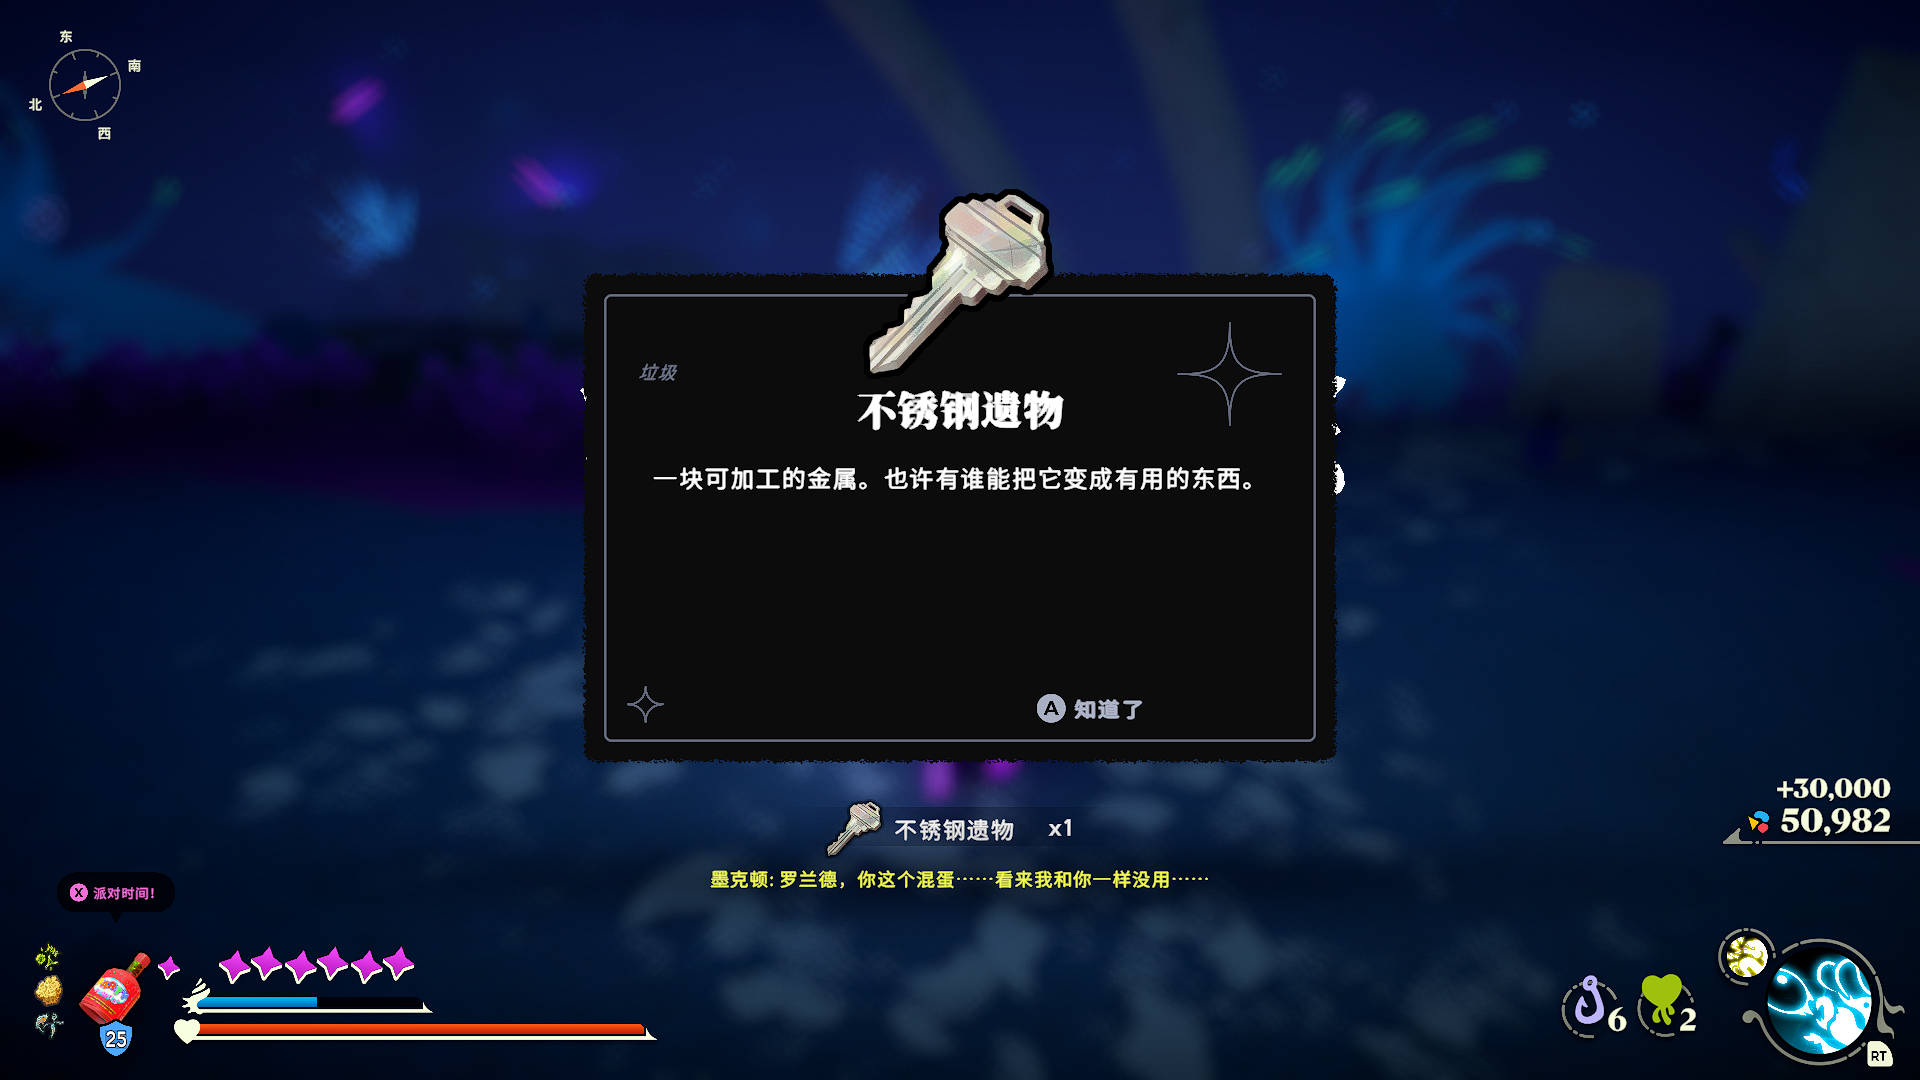 东
南
北
西
垃圾
不锈钢遗物
一块可加工的金属。也许有谁能把它变成有用的东西。
A 知道了
+30,000
50,982
不锈钢遗物 x1
墨克顿: 罗兰德，你这个混蛋……看来我和你一样没用……
X 派对时间!
25
6
2
RT